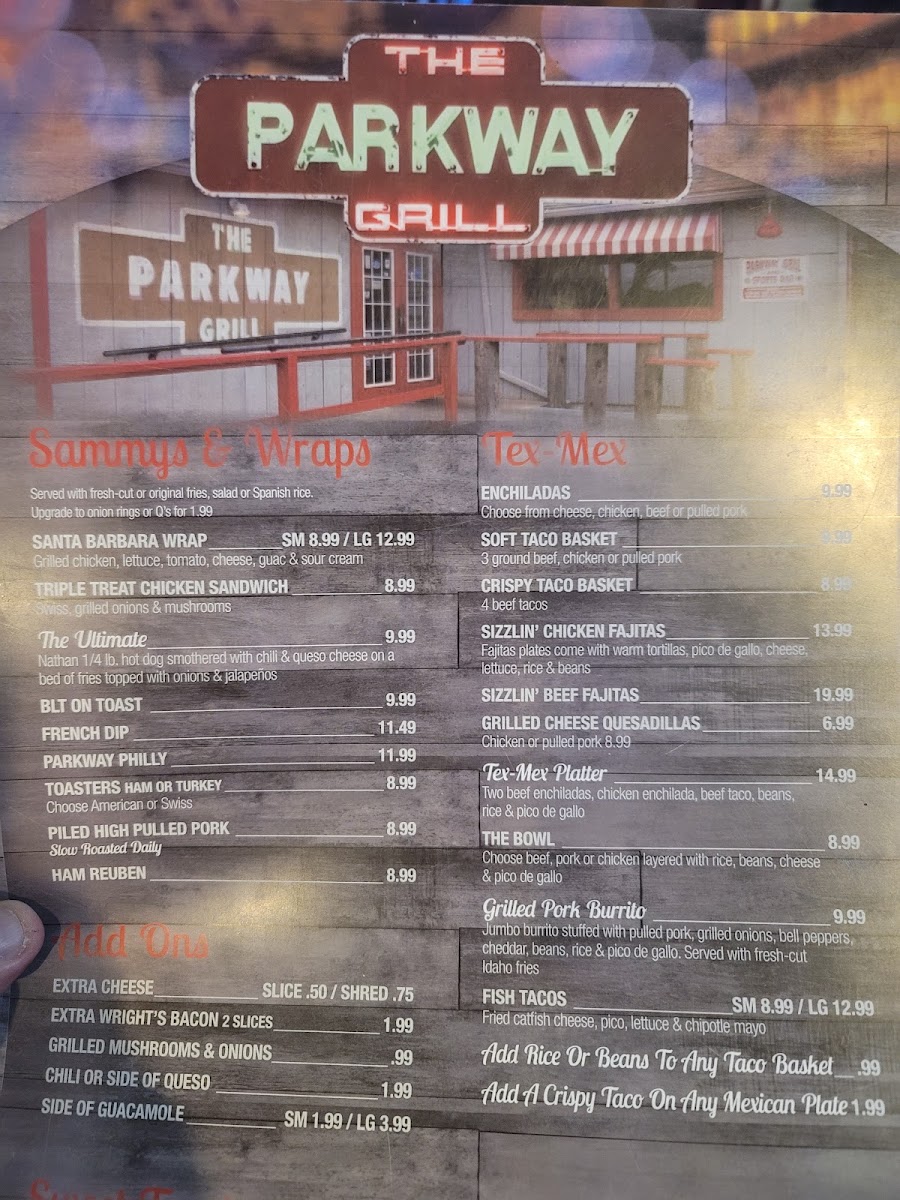 THE
PARKWAY
GRILL
THE
PARKWAY
GRILL
PARKWAY GRILL
SPORTS BAR
Sammys & Wraps
Served with fresh-cut or original fries, salad or Spanish rice.
Upgrade to onion rings or Q's for 1.99
SANTA BARBARA WRAP SM 8.99 / LG 12.99
Grilled chicken, lettuce, tomato, cheese, guac & sour cream
TRIPLE TREAT CHICKEN SANDWICH 8.99
Swiss, grilled onions & mushrooms
The Ultimate 9.99
Nathan 1/4 lb. hot dog smothered with chili & queso cheese on a
bed of fries topped with onions & jalapeños
BLT ON TOAST 9.99
FRENCH DIP 11.49
PARKWAY PHILLY 11.99
TOASTERS HAM OR TURKEY 8.99
Choose American or Swiss
PILED HIGH PULLED PORK 8.99
Slow Roasted Daily
HAM REUBEN 8.99
Add Ons
EXTRA CHEESE SLICE .50 / SHRED .75
EXTRA WRIGHT'S BACON 2 SLICES 1.99
GRILLED MUSHROOMS & ONIONS .99
CHILI OR SIDE OF QUESO 1.99
SIDE OF GUACAMOLE SM 1.99 / LG 3.99
Tex-Mex
ENCHILADAS 9.99
Choose from cheese, chicken, beef or pulled pork
SOFT TACO BASKET
3 ground beef, chicken or pulled pork
CRISPY TACO BASKET 8.99
4 beef tacos
SIZZLIN' CHICKEN FAJITAS 13.99
Fajitas plates come with warm tortillas, pico de gallo, cheese,
lettuce, rice & beans
SIZZLIN' BEEF FAJITAS 19.99
GRILLED CHEESE QUESADILLAS 6.99
Chicken or pulled pork 8.99
Tex-Mex Platter 14.99
Two beef enchiladas, chicken enchilada, beef taco, beans,
rice & pico de gallo
THE BOWL 8.99
Choose beef, pork or chicken layered with rice, beans, cheese
& pico de gallo
Grilled Pork Burrito 9.99
Jumbo burrito stuffed with pulled pork, grilled onions, bell peppers,
cheddar, beans, rice & pico de gallo. Served with fresh-cut
Idaho fries
FISH TACOS SM 8.99 / LG 12.99
Fried catfish cheese, pico, lettuce & chipotle mayo
Add Rice Or Beans To Any Taco Basket .99
Add A Crispy Taco On Any Mexican Plate 1.99